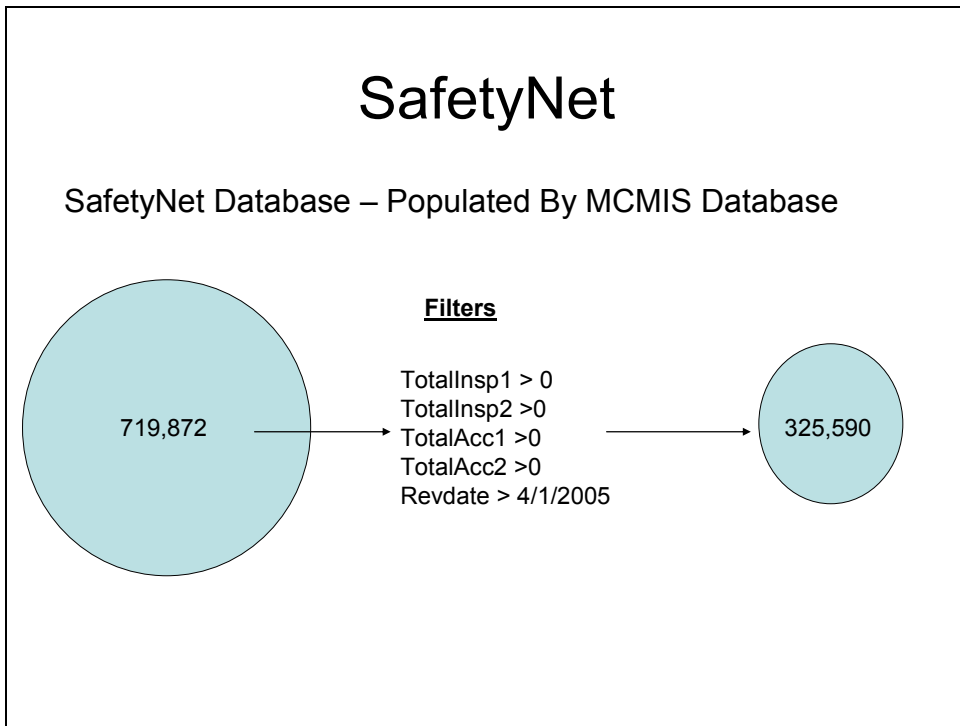 SafetyNet
SafetyNet Database – Populated By MCMIS Database
Filters
719,872
TotalInsp1 > 0
TotalInsp2 >0
TotalAcc1 >0
TotalAcc2 >0
Revdate > 4/1/2005
325,590